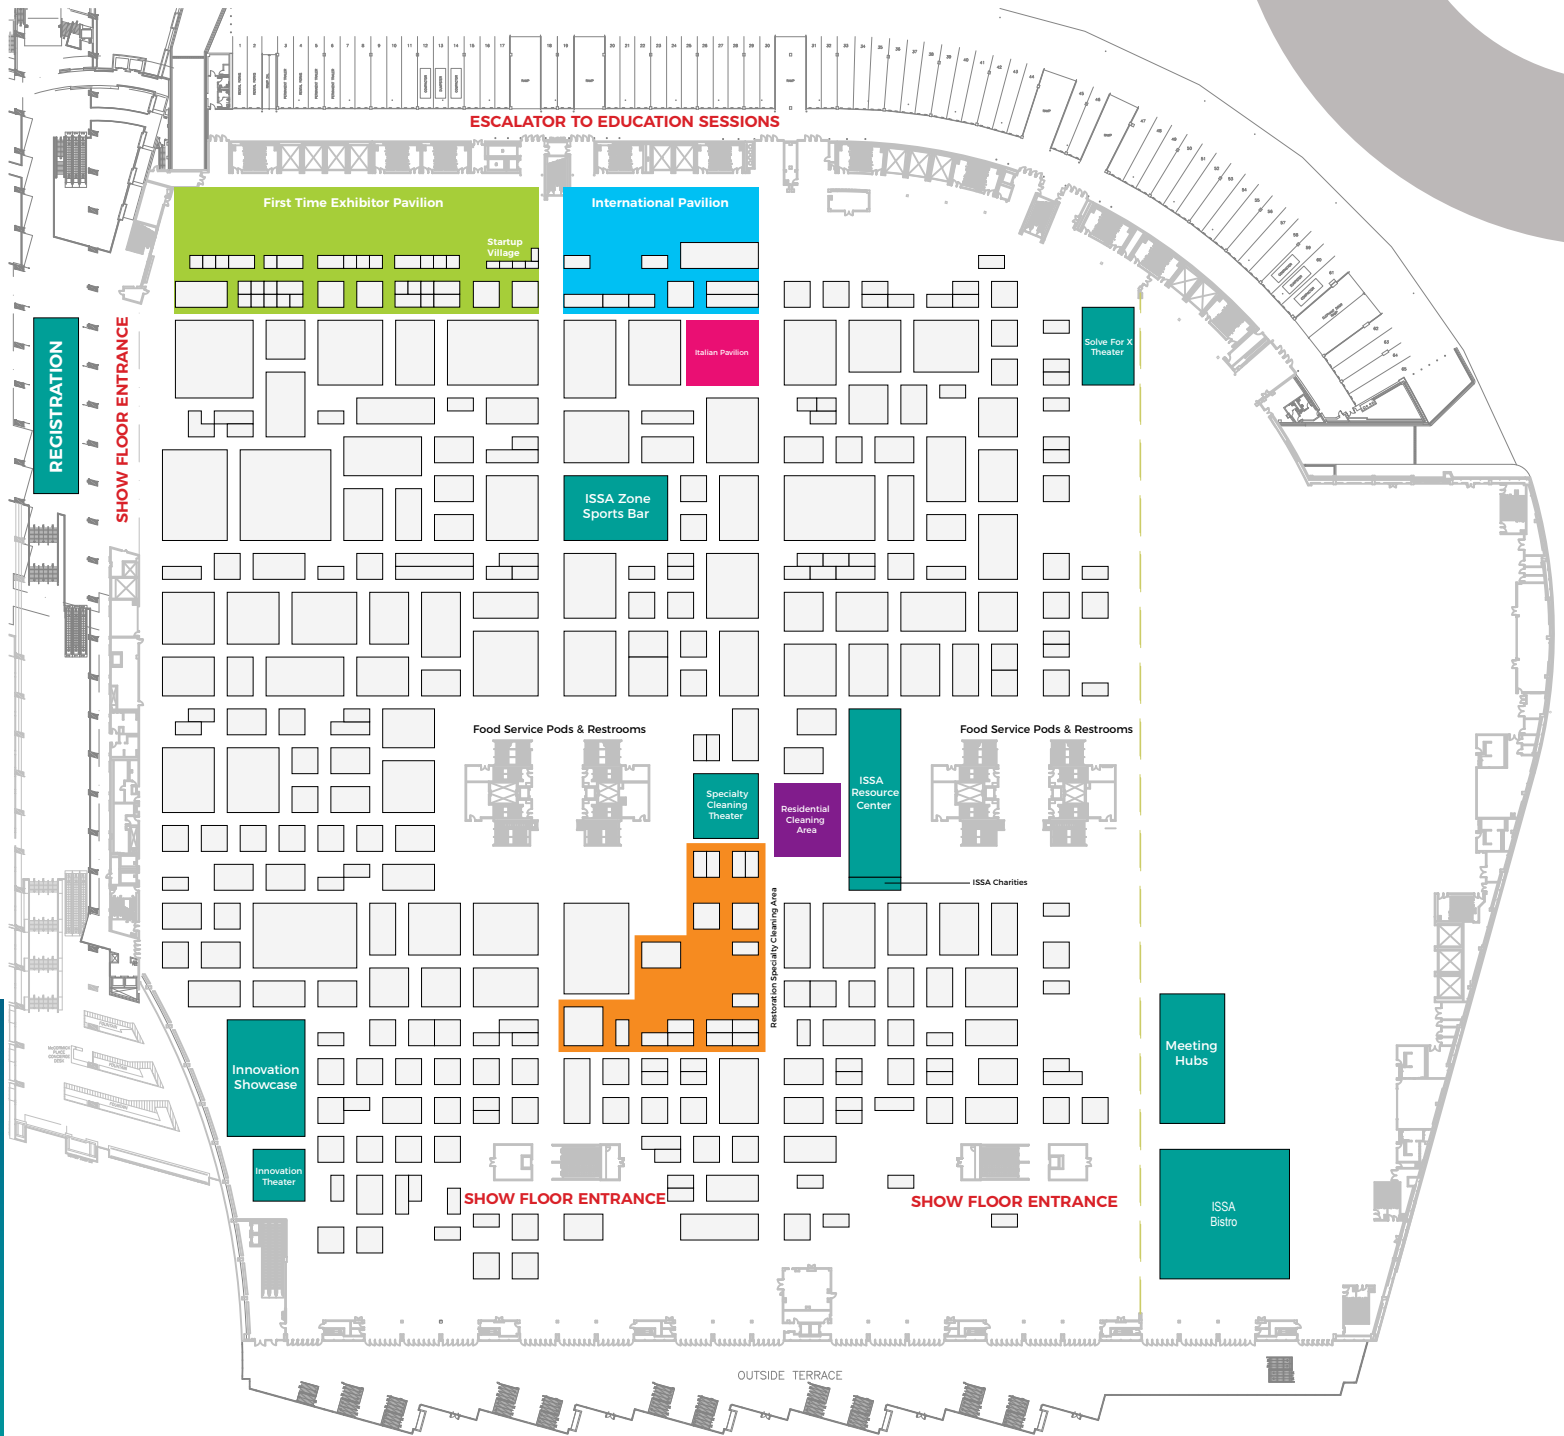 ESCALATOR TO EDUCATION SESSIONS
First Time Exhibitor Pavilion
Startup
Village
International Pavilion
Italian Pavilion
Solve For X
Theater
REGISTRATION
SHOW FLOOR ENTRANCE
ISSA Zone
Sports Bar
Food Service Pods & Restrooms
Food Service Pods & Restrooms
Specialty
Cleaning
Theater
Residential
Cleaning
Area
ISSA
Resource
Center
ISSA Charities
Restoration Specialty Cleaning Area
Innovation
Showcase
Innovation
Theater
Meeting
Hubs
ISSA
Bistro
SHOW FLOOR ENTRANCE
SHOW FLOOR ENTRANCE
OUTSIDE TERRACE